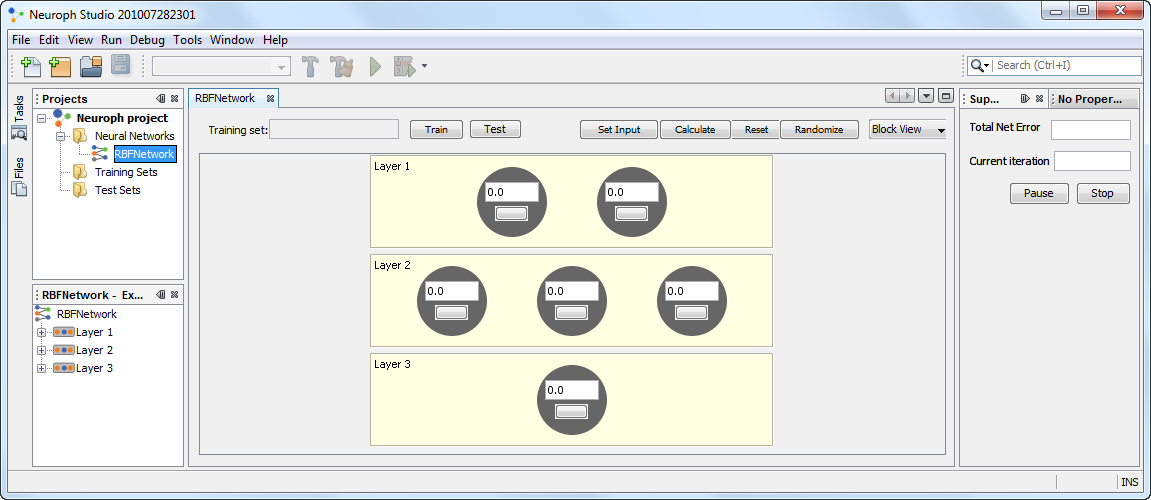 Neuroph Studio 201007282301
File Edit View Run Debug Tools Window Help
Search (Ctrl+I)
Tasks
Files
Projects
Neuroph project
Neural Networks
RBFNetwork
Training Sets
Test Sets
RBFNetwork - Ex...
RBFNetwork
Layer 1
Layer 2
Layer 3
RBFNetwork
Training set: Train Test Set Input Calculate Reset Randomize Block View
Layer 1
0.0 0.0
Layer 2
0.0 0.0 0.0
Layer 3
0.0
Sup... No Proper...
Total Net Error
Current iteration
Pause Stop
INS